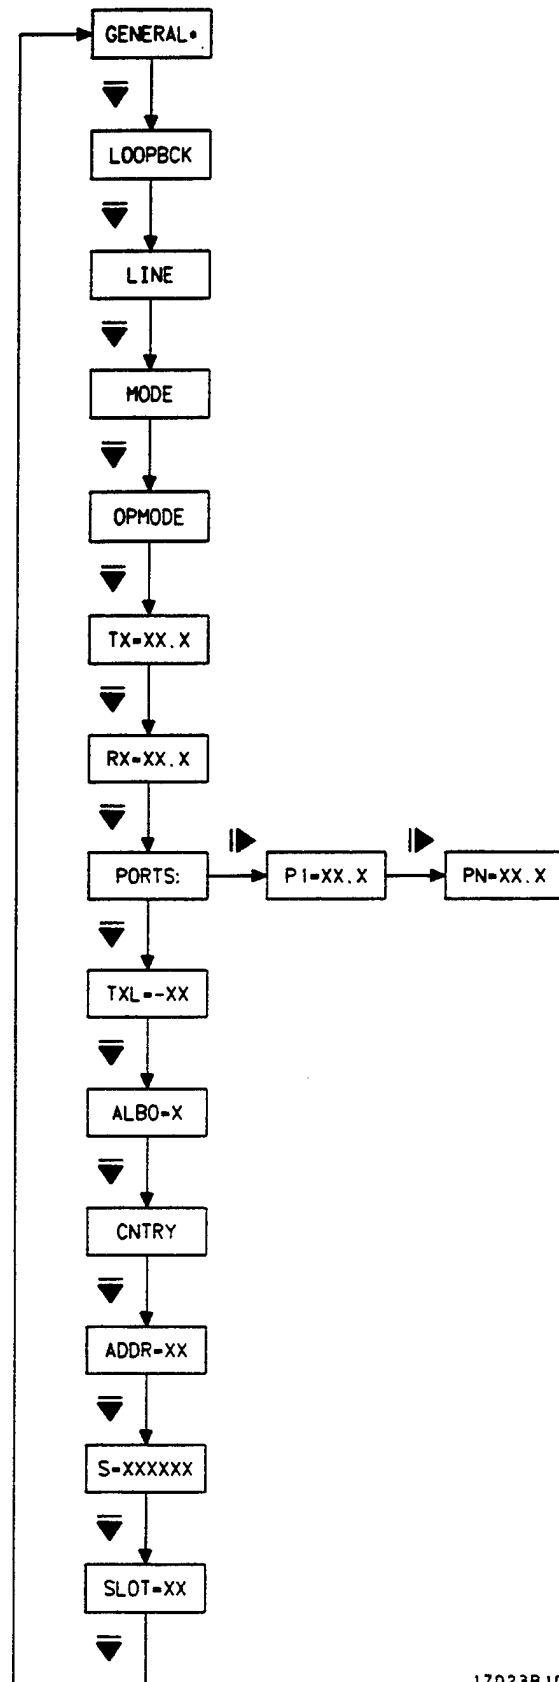 GENERAL*
LOOPBCK
LINE
MODE
OPMODE
TX=XX.X
RX=XX.X
PORTS:
P1=XX.X
PN=XX.X
TXL=-XX
ALBO=X
CNTRY
ADDR=XX
S=XXXXXX
SLOT=XX